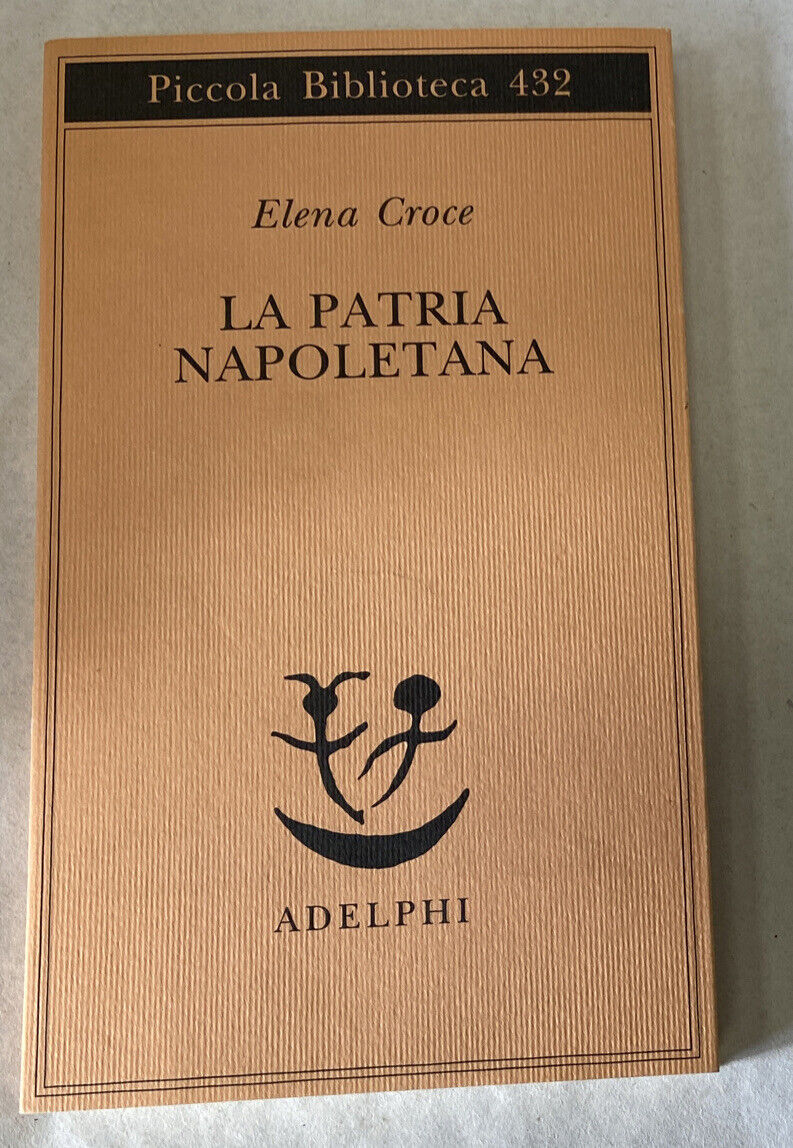 Piccola Biblioteca 432
Elena Croce
LA PATRIA
NAPOLETANA
ADELPHI